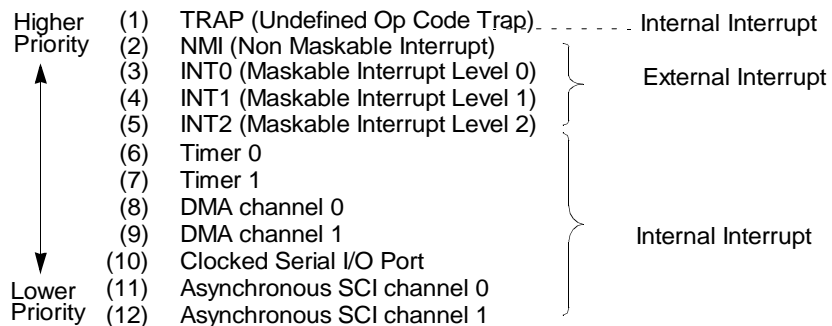 Higher
Priority
(1) TRAP (Undefined Op Code Trap) Internal Interrupt
(2) NMI (Non Maskable Interrupt)
(3) INT0 (Maskable Interrupt Level 0)
External Interrupt
(4) INT1 (Maskable Interrupt Level 1)
(5) INT2 (Maskable Interrupt Level 2)
(6) Timer 0
(7) Timer 1
(8) DMA channel 0
(9) DMA channel 1
Internal Interrupt
(10) Clocked Serial I/O Port
Lower
Priority
(11) Asynchronous SCI channel 0
(12) Asynchronous SCI channel 1